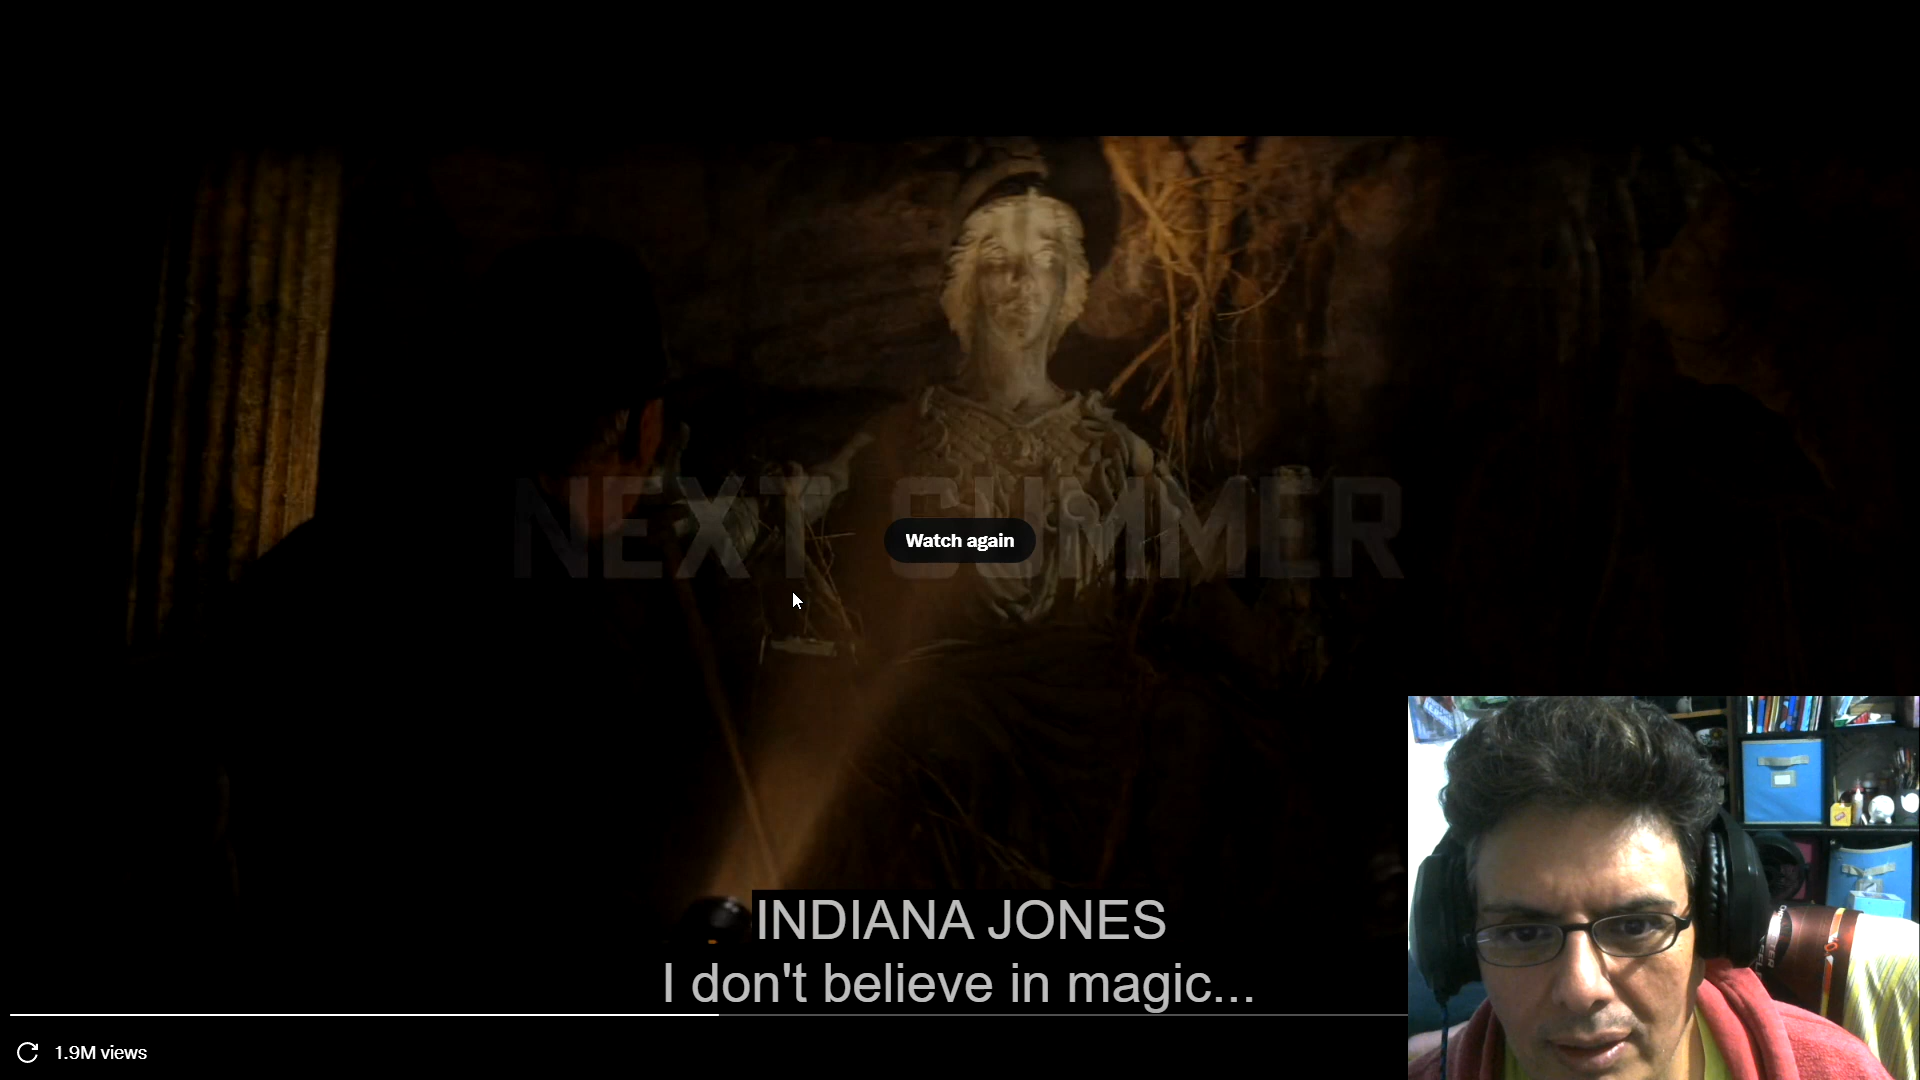 NEXT SUMMER
Watch again
INDIANA JONES
I don't believe in magic...
1.9M views